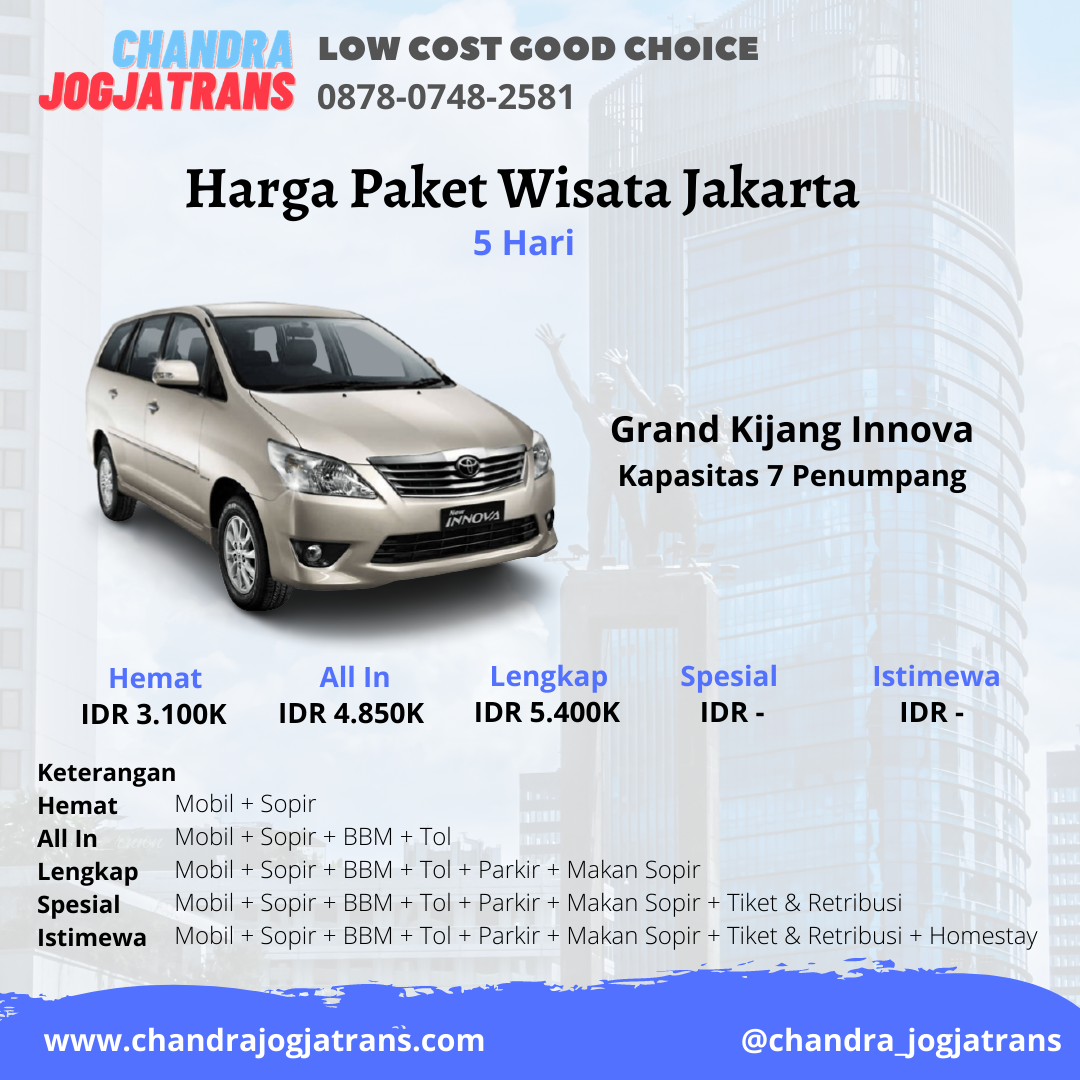 CHANDRA
JOGJATRANS
LOW COST GOOD CHOICE
0878-0748-2581
Harga Paket Wisata Jakarta
5 Hari
New
INNOVA
Grand Kijang Innova
Kapasitas 7 Penumpang
Hemat
IDR 3.100K
All In
IDR 4.850K
Lengkap
IDR 5.400K
Spesial
IDR -
Istimewa
IDR -
Keterangan
Hemat Mobil + Sopir
All In Mobil + Sopir + BBM + Tol
Lengkap Mobil + Sopir + BBM + Tol + Parkir + Makan Sopir
Spesial Mobil + Sopir + BBM + Tol + Parkir + Makan Sopir + Tiket & Retribusi
Istimewa Mobil + Sopir + BBM + Tol + Parkir + Makan Sopir + Tiket & Retribusi + Homestay
www.chandrajogjatrans.com
@chandra_jogjatrans